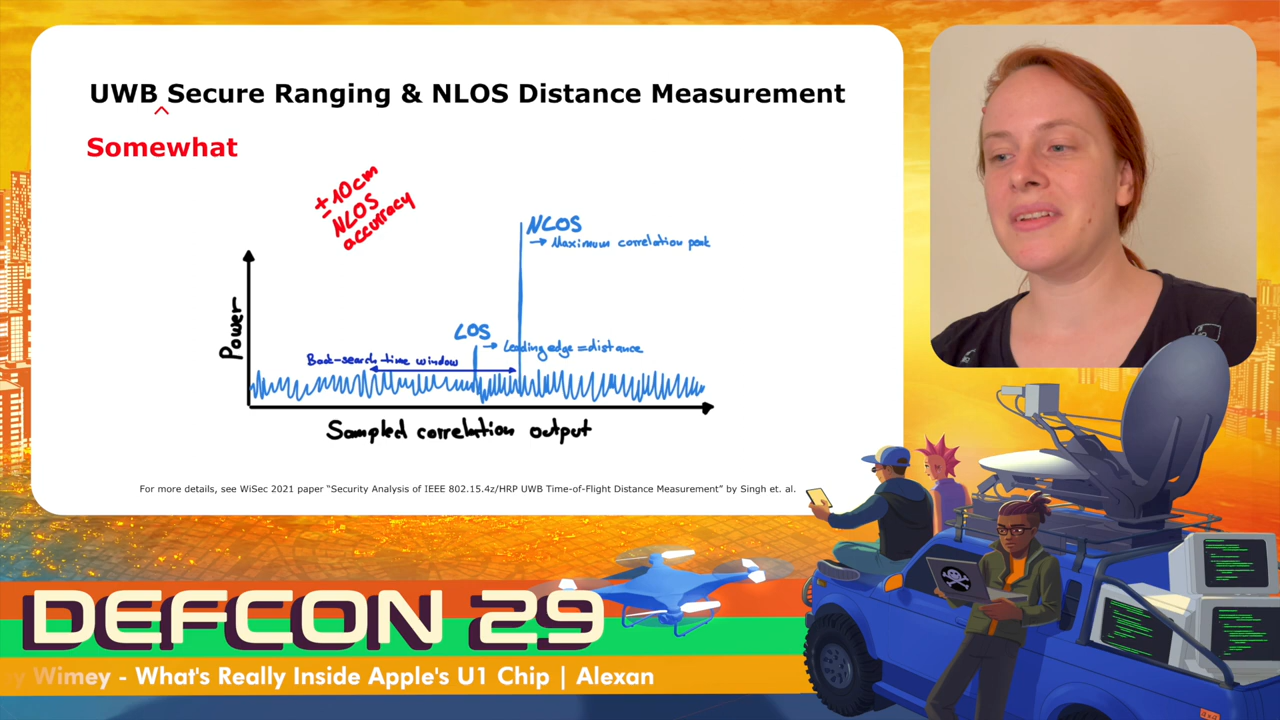 UWB Secure Ranging & NLOS Distance Measurement
^
Somewhat
±10cm
NLOS
accuracy
NLOS
→ Maximum correlation peak
LOS
→ Leading edge = distance
Back-search-time window
Power
Sampled correlation output
For more details, see WiSec 2021 paper “Security Analysis of IEEE 802.15.4z/HRP UWB Time-of-Flight Distance Measurement” by Singh et. al.
DEFCON 29
y Wimey - What's Really Inside Apple's U1 Chip | Alexan